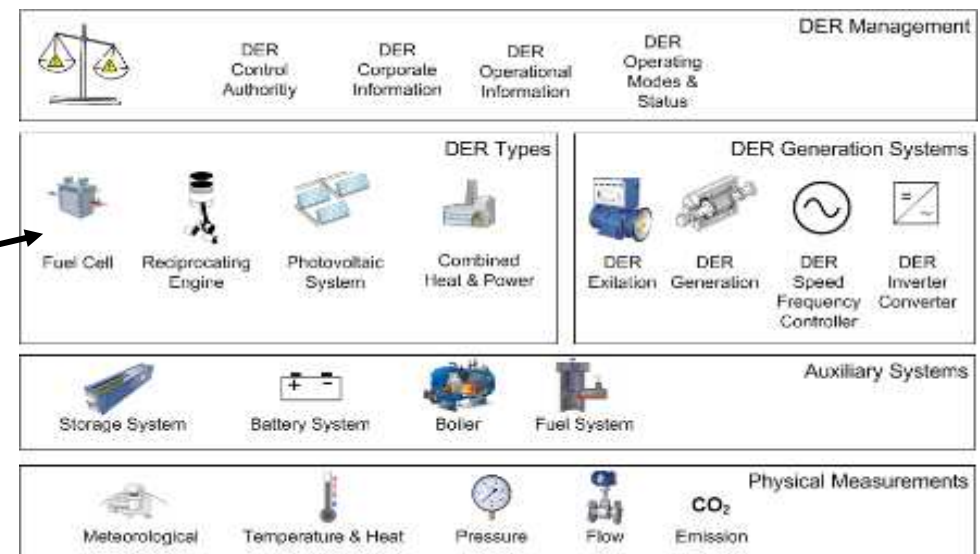 DER Management
DER
Control
Authoritiy
DER
Corporate
Information
DER
Operational
Information
DER
Operating
Modes &
Status
DER Types
Fuel Cell
Reciprocating
Engine
Photovoltaic
System
Combined
Heat & Power
DER Generation Systems
DER
Exitation
DER
Generation
DER
Speed
Frequency
Controller
DER
Inverter
Converter
Auxiliary Systems
Storage System
Battery System
Boiler
Fuel System
Physical Measurements
Meteorological
Temperature & Heat
Pressure
Flow
CO₂
Emission